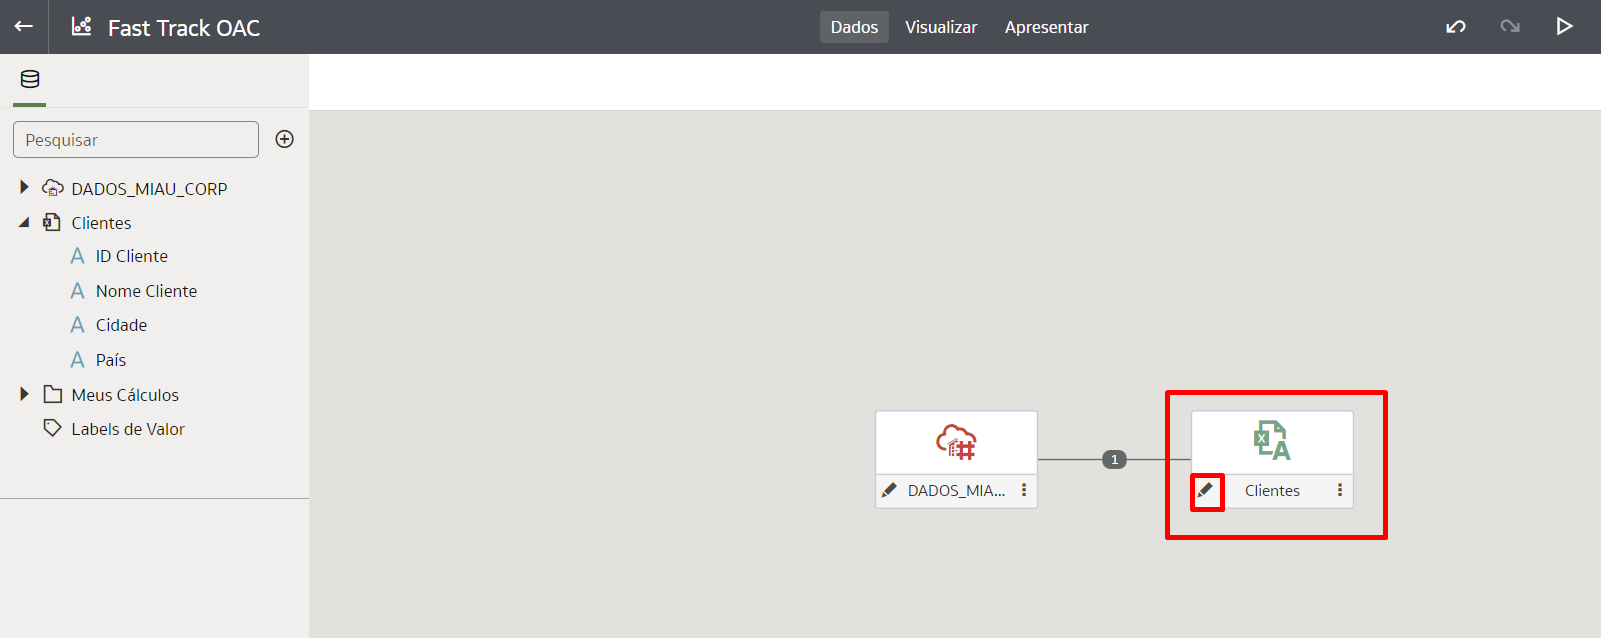 Fast Track OAC
Dados Visualizar Apresentar
Pesquisar
DADOS_MIAU_CORP
Clientes
A ID Cliente
A Nome Cliente
A Cidade
A País
Meus Cálculos
Labels de Valor
1
X A
DADOS_MIA...
Clientes